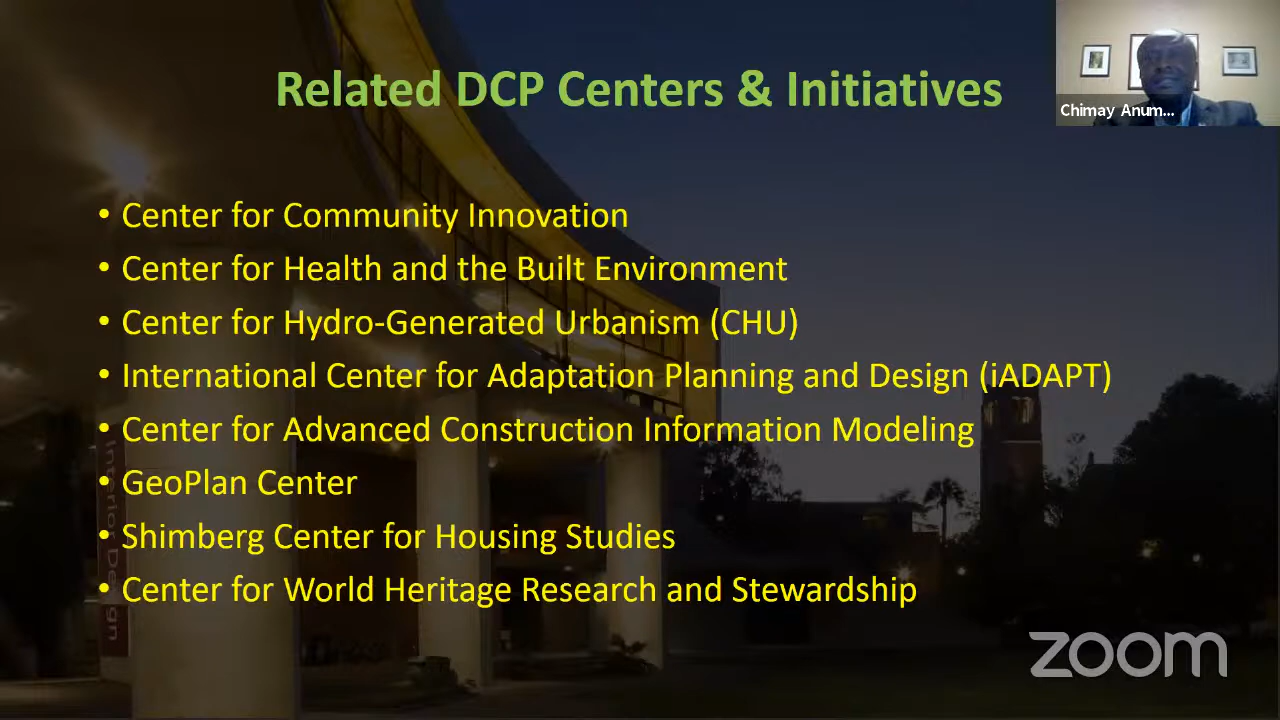 Related DCP Centers & Initiatives
Chimay Anum...
• Center for Community Innovation
• Center for Health and the Built Environment
• Center for Hydro-Generated Urbanism (CHU)
• International Center for Adaptation Planning and Design (iADAPT)
• Center for Advanced Construction Information Modeling
• GeoPlan Center
• Shimberg Center for Housing Studies
• Center for World Heritage Research and Stewardship
Interior Design
zoom